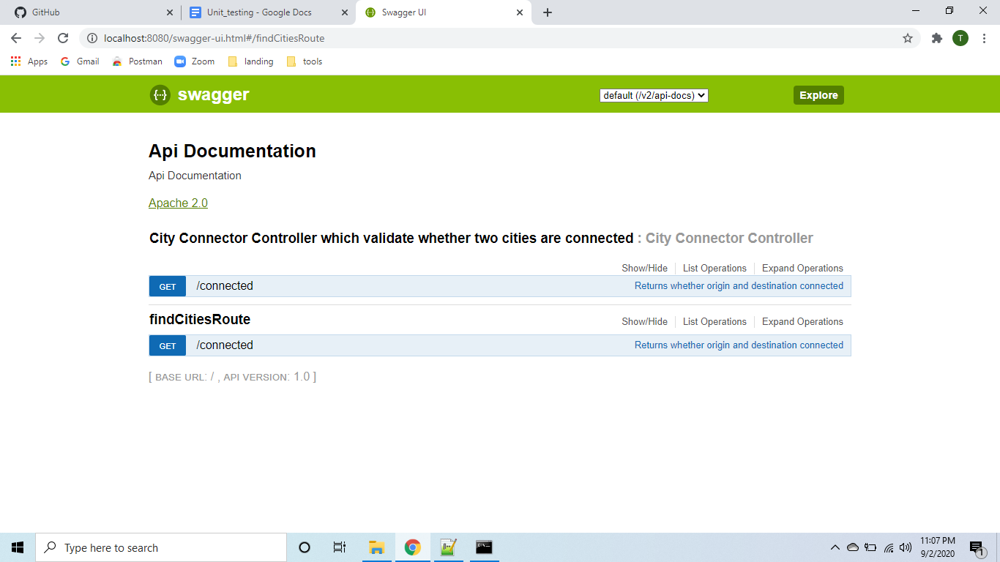 GitHub
Unit_testing - Google Docs
Swagger UI
localhost:8080/swagger-ui.html#/findCitiesRoute
T
Apps
Gmail
Postman
Zoom
landing
tools
{···} swagger
default (/v2/api-docs)
Explore
Api Documentation
Api Documentation
Apache 2.0
City Connector Controller which validate whether two cities are connected : City Connector Controller
Show/Hide List Operations Expand Operations
GET /connected Returns whether origin and destination connected
findCitiesRoute Show/Hide List Operations Expand Operations
GET /connected Returns whether origin and destination connected
[ BASE URL: / , API VERSION: 1.0 ]
Type here to search
11:07 PM
9/2/2020
1